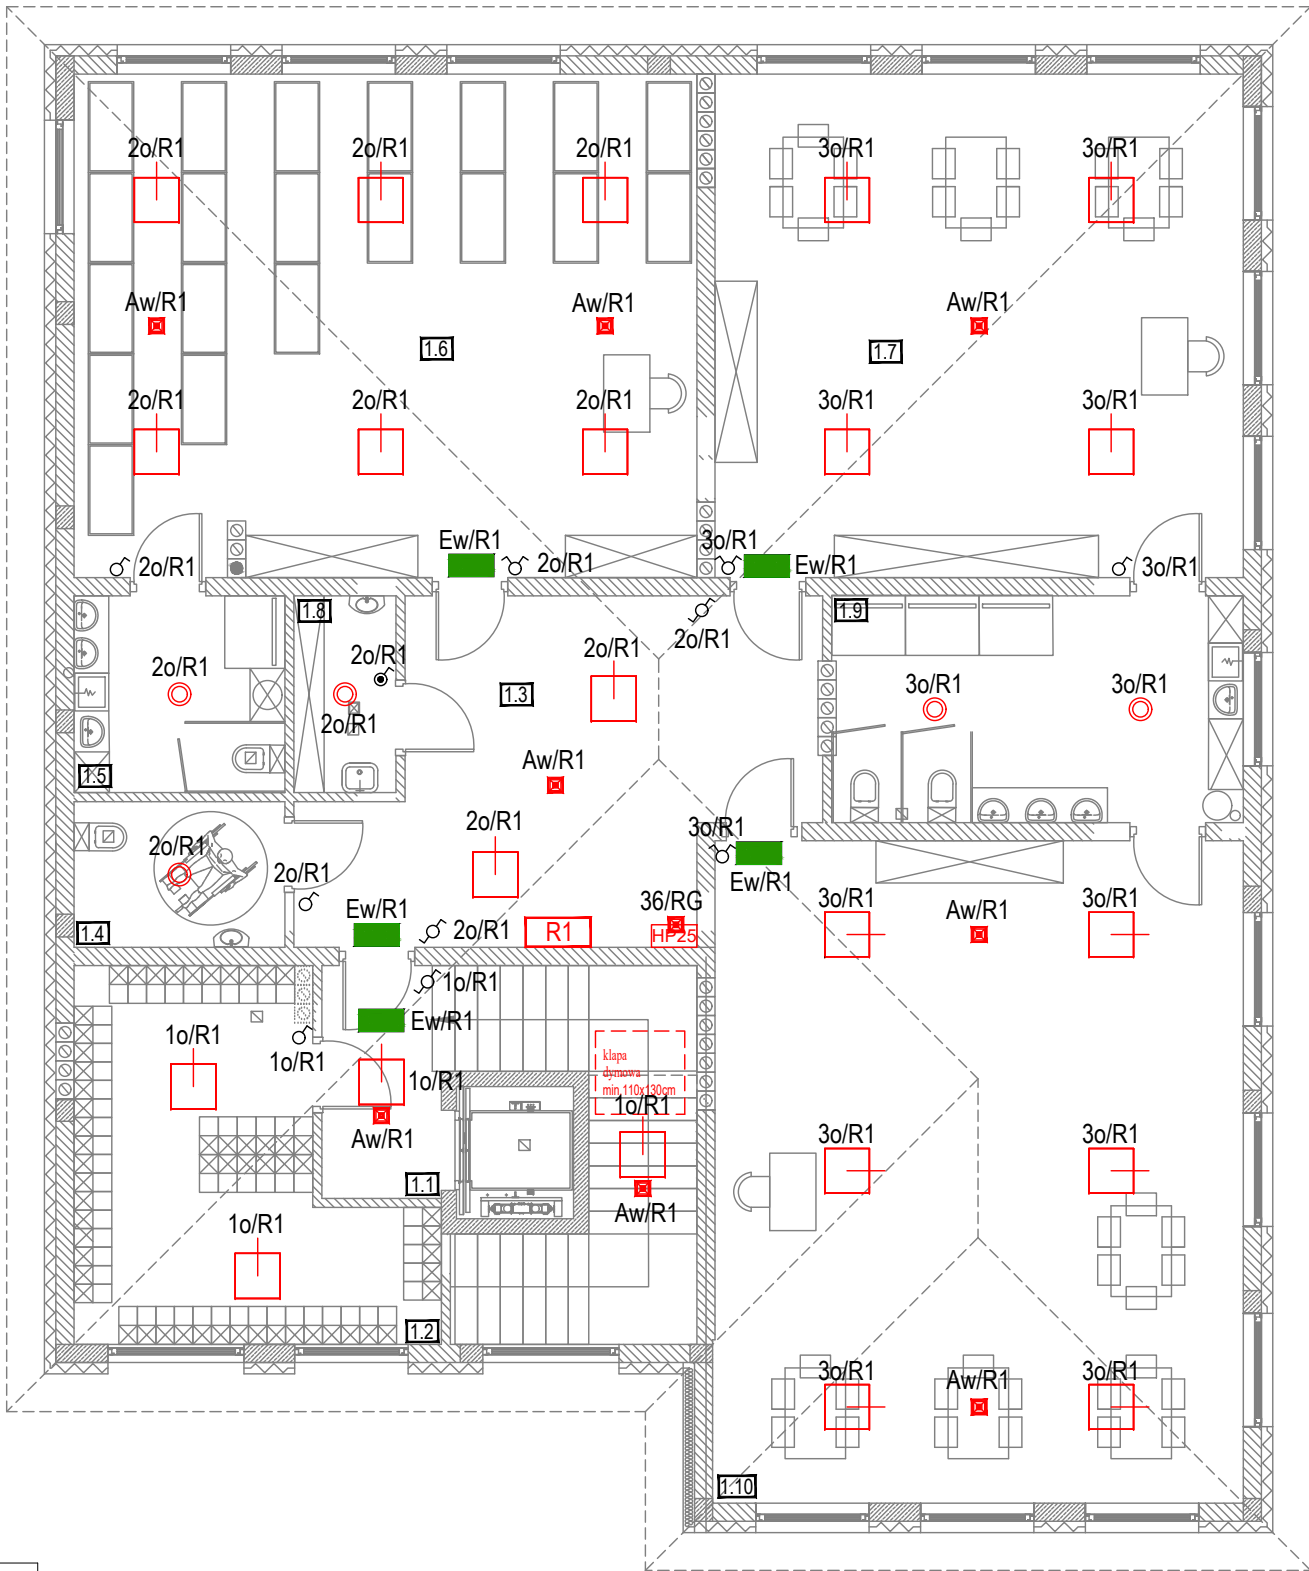 2o/R1 2o/R1 2o/R1 3o/R1 3o/R1
Aw/R1 Aw/R1 Aw/R1
1.6 1.7
2o/R1 2o/R1 2o/R1 3o/R1 3o/R1
Ew/R1 3o/R1
2o/R1 2o/R1 Ew/R1 3o/R1
1.8 1.9
2o/R1
2o/R1 2o/R1
2o/R1 1.3 3o/R1 3o/R1
2o/R1
Aw/R1
1.5
2o/R1 3o/R1
2o/R1
2o/R1 Ew/R1
36/RG 3o/R1 Aw/R1 3o/R1
Ew/R1
1.4 2o/R1 R1 HP25
1o/R1
Ew/R1
1o/R1 1o/R1
klapa
dymowa
min.110x130cm
1o/R1
1o/R1
Aw/R1 3o/R1 3o/R1
1.1
Aw/R1
1o/R1
1.2
3o/R1 Aw/R1 3o/R1
1.10